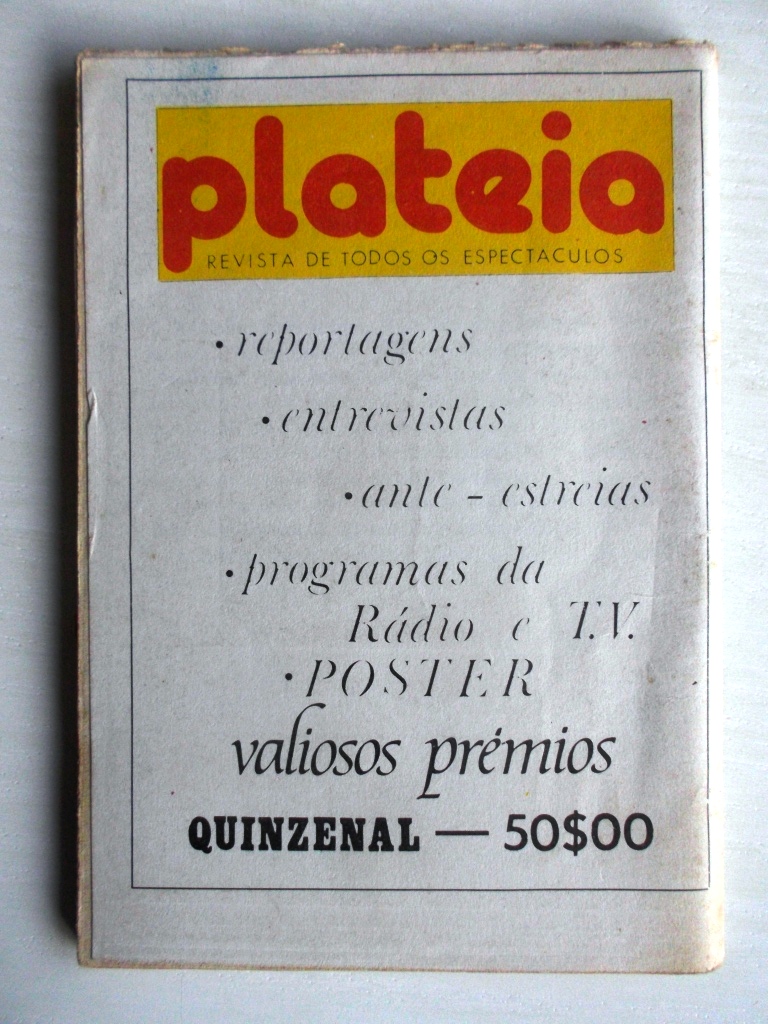 plateia
REVISTA DE TODOS OS ESPECTACULOS
• reportagens
• entrevistas
• ante - estreias
• programas da
Rádio e T.V.
• POSTER
valiosos prémios
QUINZENAL — 50$00